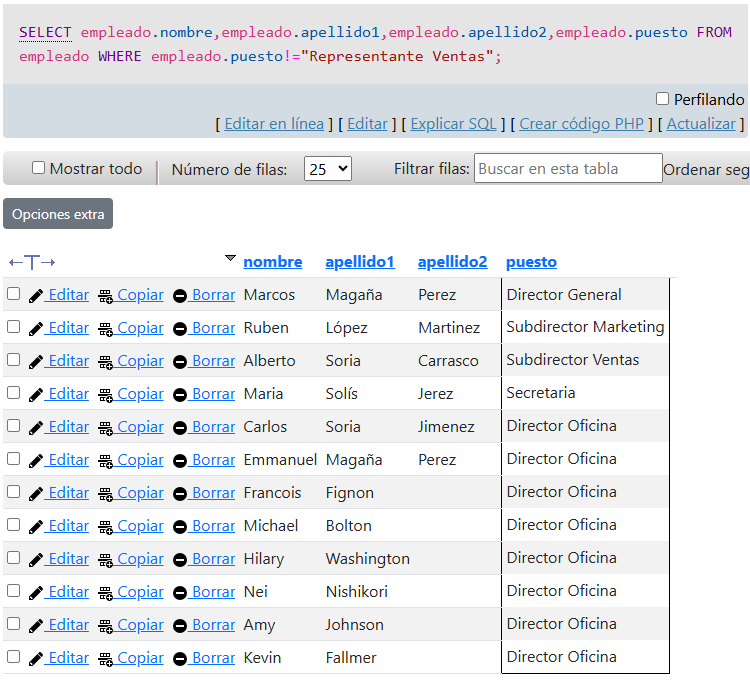 SELECT empleado.nombre,empleado.apellido1,empleado.apellido2,empleado.puesto FROM
empleado WHERE empleado.puesto!="Representante Ventas";
Perfilando
[ Editar en línea ] [ Editar ] [ Explicar SQL ] [ Crear código PHP ] [ Actualizar ]
Mostrar todo Número de filas: 25 Filtrar filas: Buscar en esta tabla Ordenar seg
Opciones extra
←T→ nombre apellido1 apellido2 puesto
Editar Copiar Borrar Marcos Magaña Perez Director General
Editar Copiar Borrar Ruben López Martinez Subdirector Marketing
Editar Copiar Borrar Alberto Soria Carrasco Subdirector Ventas
Editar Copiar Borrar Maria Solís Jerez Secretaria
Editar Copiar Borrar Carlos Soria Jimenez Director Oficina
Editar Copiar Borrar Emmanuel Magaña Perez Director Oficina
Editar Copiar Borrar Francois Fignon Director Oficina
Editar Copiar Borrar Michael Bolton Director Oficina
Editar Copiar Borrar Hilary Washington Director Oficina
Editar Copiar Borrar Nei Nishikori Director Oficina
Editar Copiar Borrar Amy Johnson Director Oficina
Editar Copiar Borrar Kevin Fallmer Director Oficina